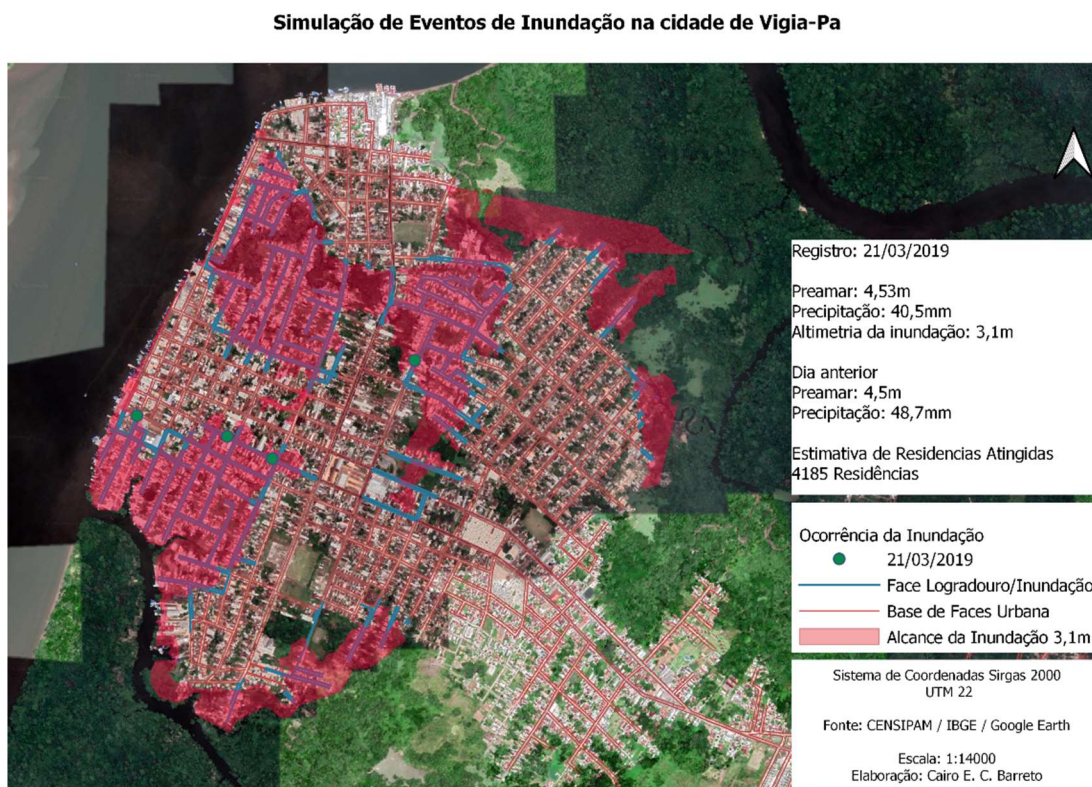 Simulação de Eventos de Inundação na cidade de Vigia-Pa
Registro: 21/03/2019
Preamar: 4,53m
Precipitação: 40,5mm
Altimetria da inundação: 3,1m
Dia anterior
Preamar: 4,5m
Precipitação: 48,7mm
Estimativa de Residencias Atingidas
4185 Residências
Ocorrência da Inundação
21/03/2019
Face Logradouro/Inundação
Base de Faces Urbana
Alcance da Inundação 3,1m
Sistema de Coordenadas Sirgas 2000
UTM 22
Fonte: CENSIPAM / IBGE / Google Earth
Escala: 1:14000
Elaboração: Cairo E. C. Barreto